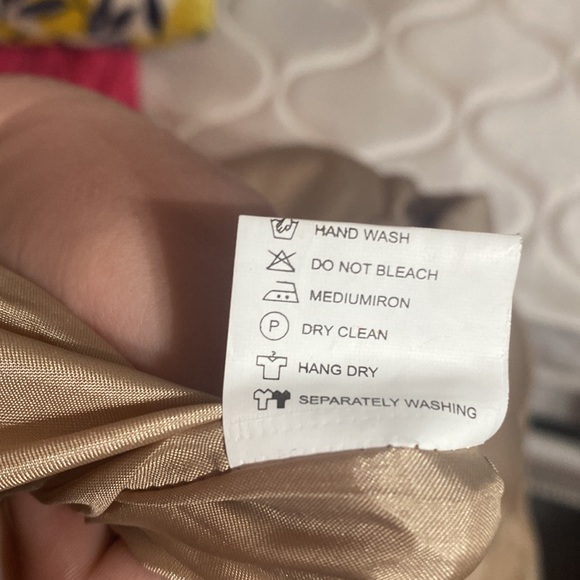 HAND WASH
DO NOT BLEACH
MEDIUMIRON
P DRY CLEAN
HANG DRY
SEPARATELY WASHING